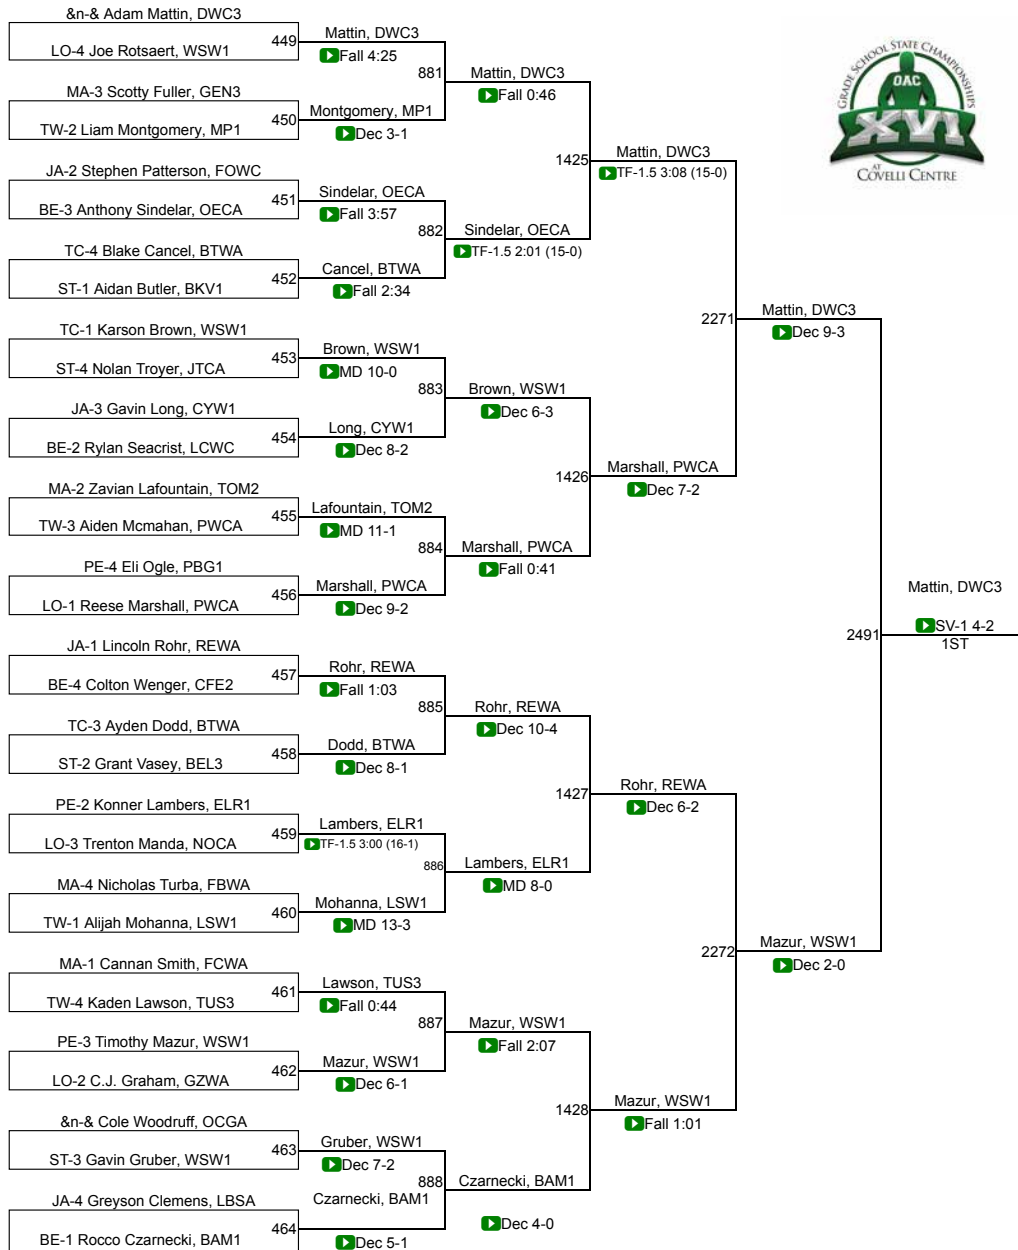 &n-& Adam Mattin, DWC3
449
LO-4 Joe Rotsaert, WSW1
MA-3 Scotty Fuller, GEN3
450
TW-2 Liam Montgomery, MP1
JA-2 Stephen Patterson, FOWC
451
BE-3 Anthony Sindelar, OECA
TC-4 Blake Cancel, BTWA
452
ST-1 Aidan Butler, BKV1
TC-1 Karson Brown, WSW1
453
ST-4 Nolan Troyer, JTCA
JA-3 Gavin Long, CYW1
454
BE-2 Rylan Seacrist, LCWC
MA-2 Zavian Lafountain, TOM2
455
TW-3 Aiden Mcmahan, PWCA
PE-4 Eli Ogle, PBG1
456
LO-1 Reese Marshall, PWCA
JA-1 Lincoln Rohr, REWA
457
BE-4 Colton Wenger, CFE2
TC-3 Ayden Dodd, BTWA
458
ST-2 Grant Vasey, BEL3
PE-2 Konner Lambers, ELR1
459
LO-3 Trenton Manda, NOCA
MA-4 Nicholas Turba, FBWA
460
TW-1 Alijah Mohanna, LSW1
MA-1 Cannan Smith, FCWA
461
TW-4 Kaden Lawson, TUS3
PE-3 Timothy Mazur, WSW1
462
LO-2 C.J. Graham, GZWA
&n-& Cole Woodruff, OCGA
463
ST-3 Gavin Gruber, WSW1
JA-4 Greyson Clemens, LBSA
464
BE-1 Rocco Czarnecki, BAM1
Mattin, DWC3
Fall 4:25
881
Montgomery, MP1
Dec 3-1
Sindelar, OECA
Fall 3:57
882
Cancel, BTWA
Fall 2:34
Brown, WSW1
MD 10-0
883
Long, CYW1
Dec 8-2
Lafountain, TOM2
MD 11-1
884
Marshall, PWCA
Dec 9-2
Rohr, REWA
Fall 1:03
885
Dodd, BTWA
Dec 8-1
Lambers, ELR1
TF-1.5 3:00 (16-1)
886
Mohanna, LSW1
MD 13-3
Lawson, TUS3
Fall 0:44
887
Mazur, WSW1
Dec 6-1
Gruber, WSW1
Dec 7-2
888
Czarnecki, BAM1
Dec 5-1
Mattin, DWC3
Fall 0:46
1425
Sindelar, OECA
TF-1.5 2:01 (15-0)
Brown, WSW1
Dec 6-3
1426
Marshall, PWCA
Fall 0:41
Rohr, REWA
Dec 10-4
1427
Lambers, ELR1
MD 8-0
Mazur, WSW1
Fall 2:07
1428
Czarnecki, BAM1
Dec 4-0
Mattin, DWC3
TF-1.5 3:08 (15-0)
2271
Marshall, PWCA
Dec 7-2
Rohr, REWA
Dec 6-2
2272
Mazur, WSW1
Fall 1:01
Mattin, DWC3
Dec 9-3
2491
Mazur, WSW1
Dec 2-0
Mattin, DWC3
SV-1 4-2
1ST
GRADE SCHOOL STATE CHAMPIONSHIPS
OAC
XVI
AT
COVELLI CENTRE